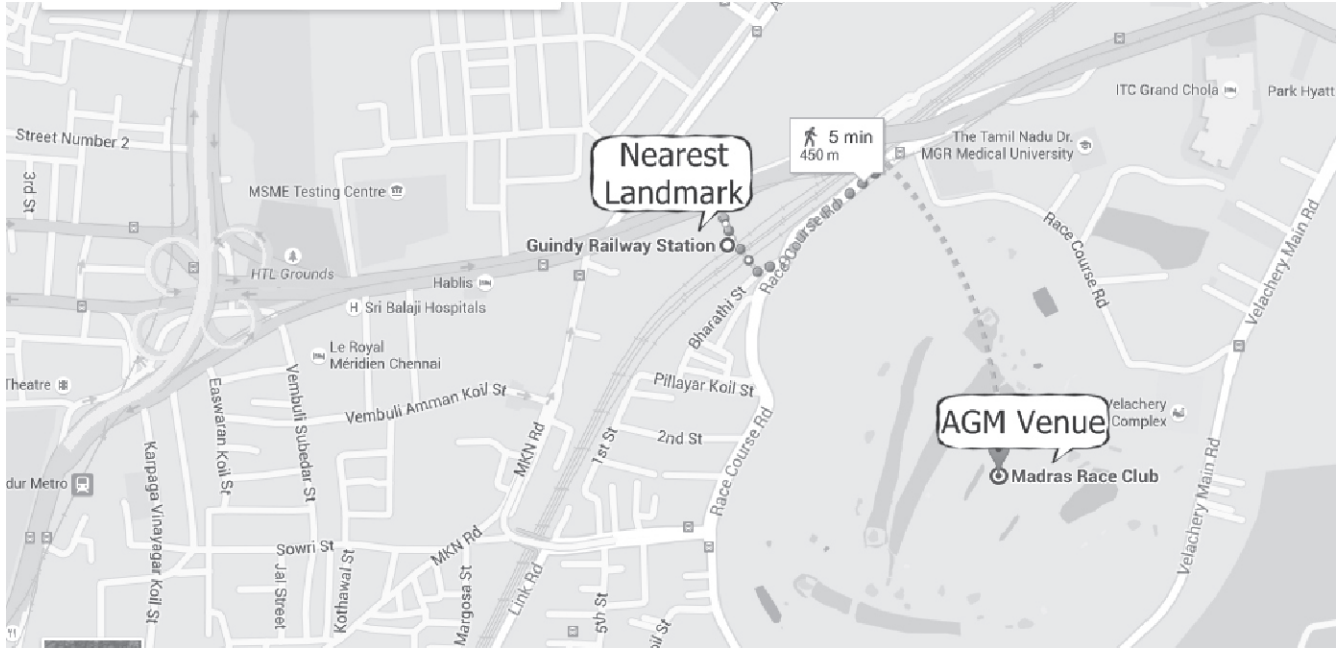 ITC Grand Chola
Park Hyatt
Street Number 2
5 min
450 m
The Tamil Nadu Dr.
MGR Medical University
Nearest
Landmark
3rd St
MSME Testing Centre
Guindy Railway Station
Race Course Rd
Race Course Rd
Velachery Main Rd
HTL Grounds
Hablis
H
Sri Balaji Hospitals
Bharathi St
Le Royal
Méridien Chennai
Theatre
Easwaran Koil St
Vembuli Subedar St
Vembuli Amman Koil St
Pillayar Koil St
AGM Venue
Velachery
Complex
2nd St
1st St
MKN Rd
Race Course Rd
Madras Race Club
Karpaga Vinayagar Koil St
dur Metro
Velachery Main Rd
Sowri St
MKN Rd
Jal Street
Kothawal St
Margosa St
Link Rd
5th St
oil St